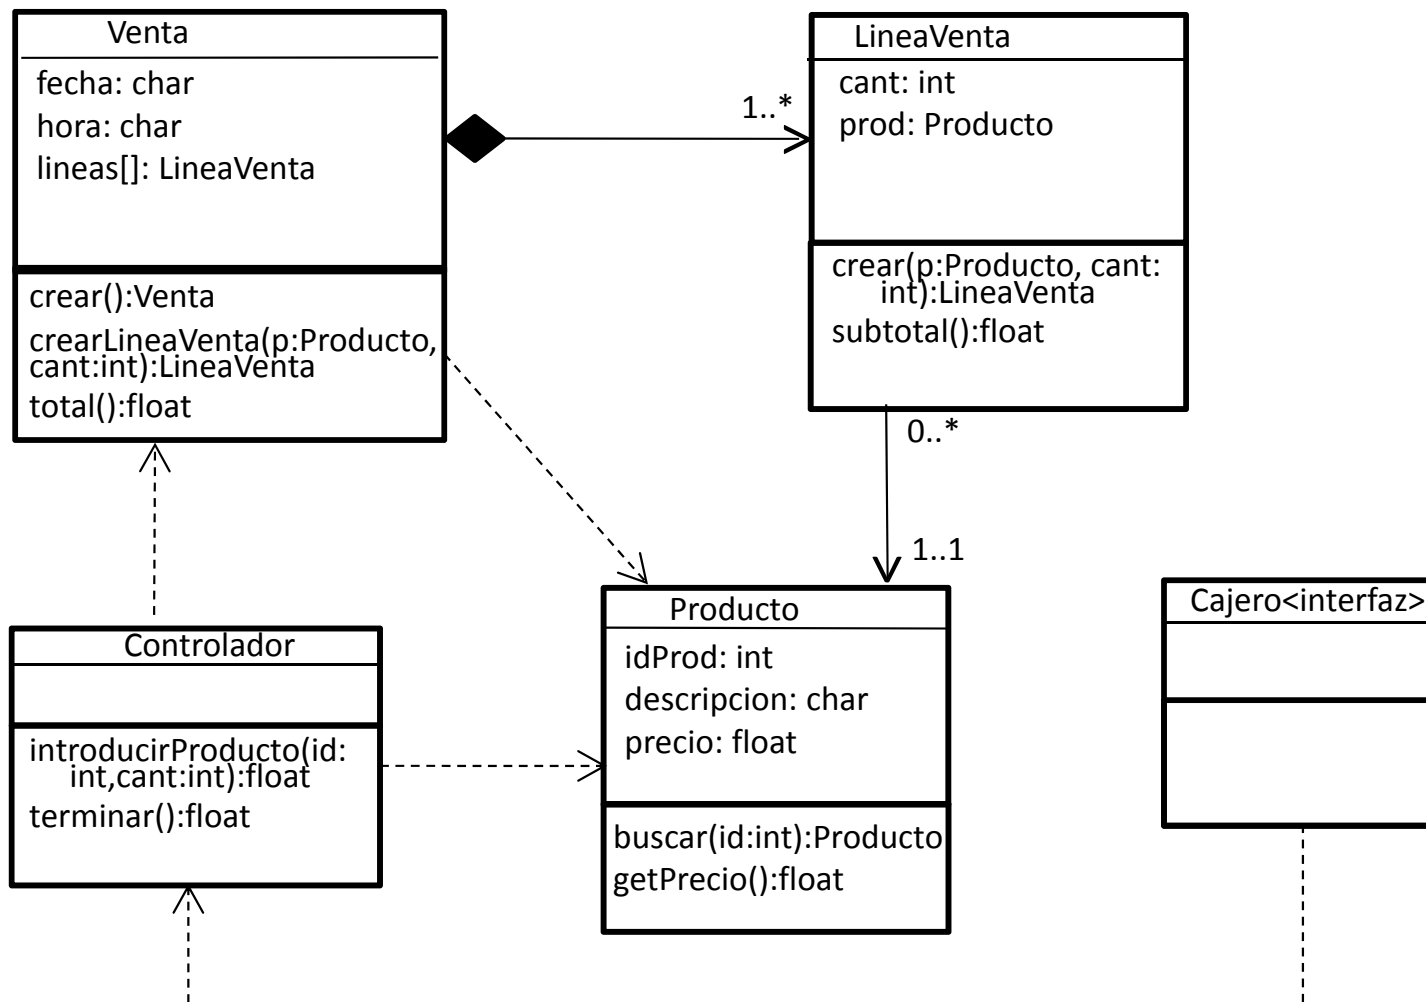 Venta
fecha: char
hora: char
lineas[]: LineaVenta
crear():Venta
crearLineaVenta(p:Producto,
cant:int):LineaVenta
total():float
1..*
LineaVenta
cant: int
prod: Producto
crear(p:Producto, cant:
int):LineaVenta
subtotal():float
0..*
1..1
Controlador
introducirProducto(id:
int,cant:int):float
terminar():float
Producto
idProd: int
descripcion: char
precio: float
buscar(id:int):Producto
getPrecio():float
Cajero<interfaz>